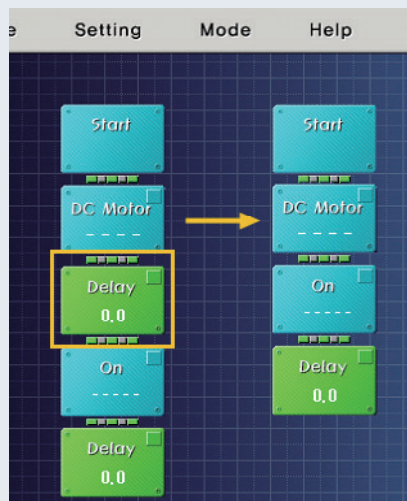 e Setting Mode Help
Start
DC Motor
- - - -
Delay
0.0
On
- - - - -
Delay
0.0
Start
DC Motor
- - - -
On
- - - - -
Delay
0.0